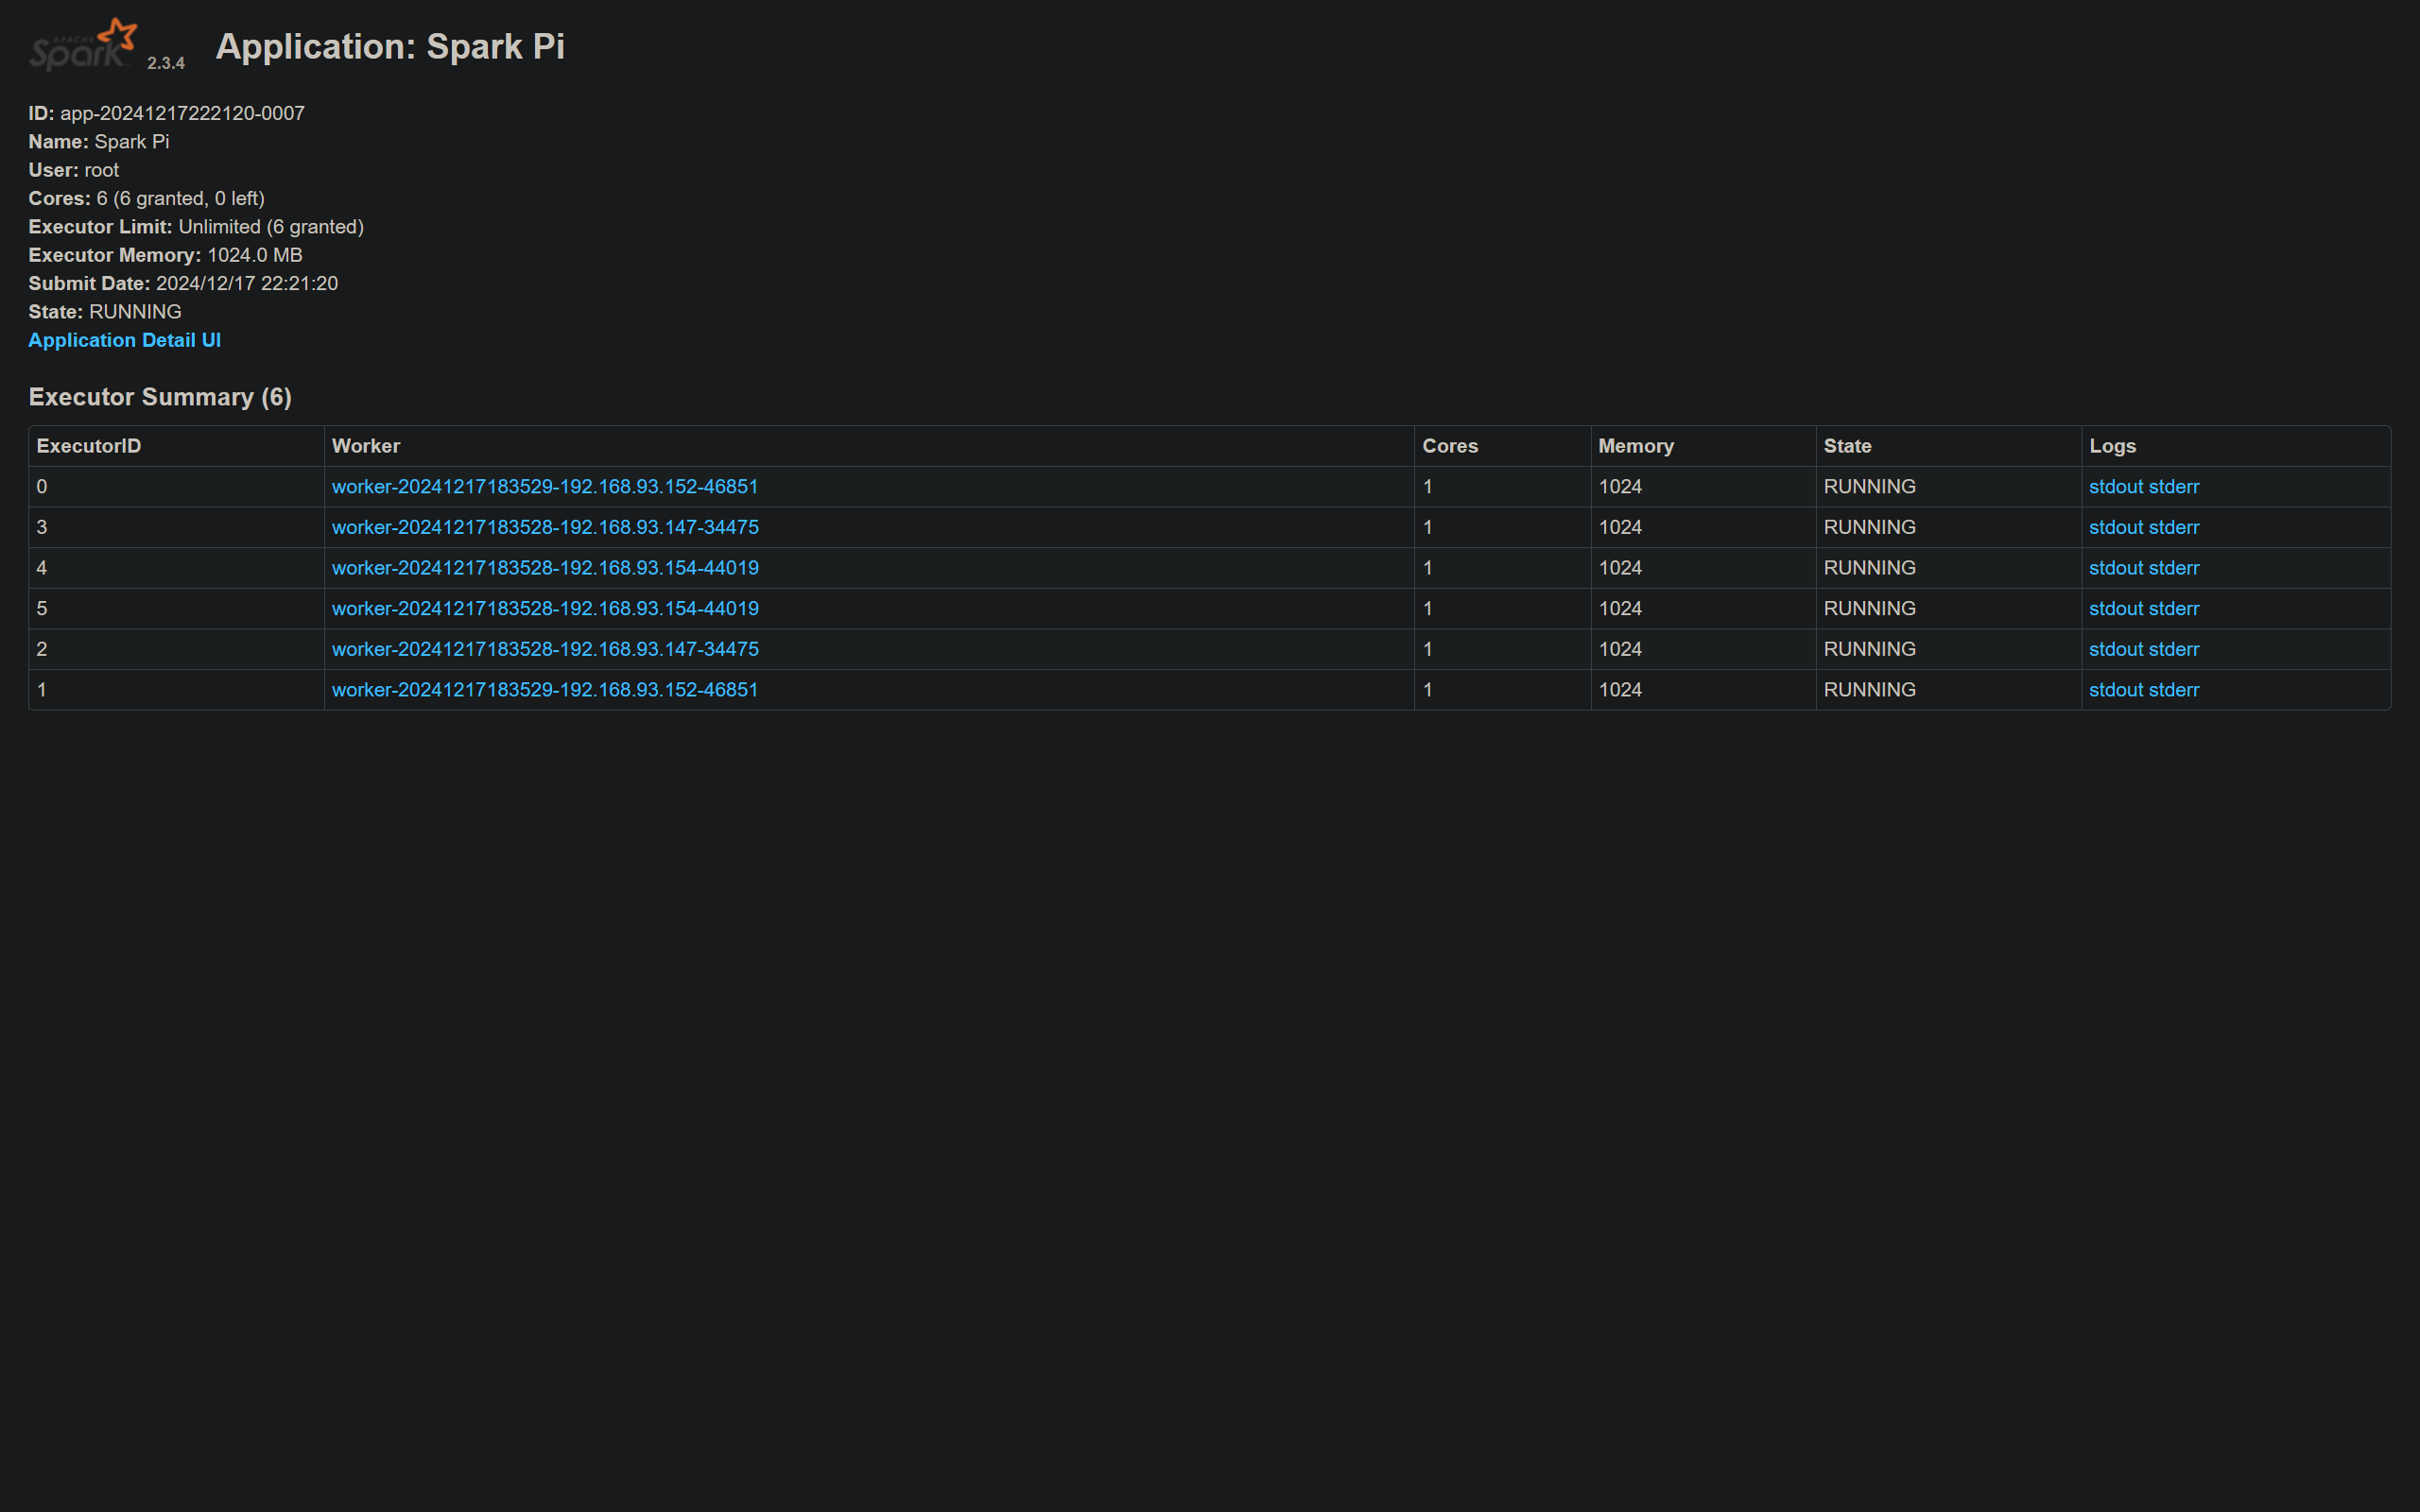 APACHE
Spark 2.3.4 Application: Spark Pi
ID: app-20241217222120-0007
Name: Spark Pi
User: root
Cores: 6 (6 granted, 0 left)
Executor Limit: Unlimited (6 granted)
Executor Memory: 1024.0 MB
Submit Date: 2024/12/17 22:21:20
State: RUNNING
Application Detail UI
Executor Summary (6)
ExecutorID Worker Cores Memory State Logs
0 worker-20241217183529-192.168.93.152-46851 1 1024 RUNNING stdout stderr
3 worker-20241217183528-192.168.93.147-34475 1 1024 RUNNING stdout stderr
4 worker-20241217183528-192.168.93.154-44019 1 1024 RUNNING stdout stderr
5 worker-20241217183528-192.168.93.154-44019 1 1024 RUNNING stdout stderr
2 worker-20241217183528-192.168.93.147-34475 1 1024 RUNNING stdout stderr
1 worker-20241217183529-192.168.93.152-46851 1 1024 RUNNING stdout stderr